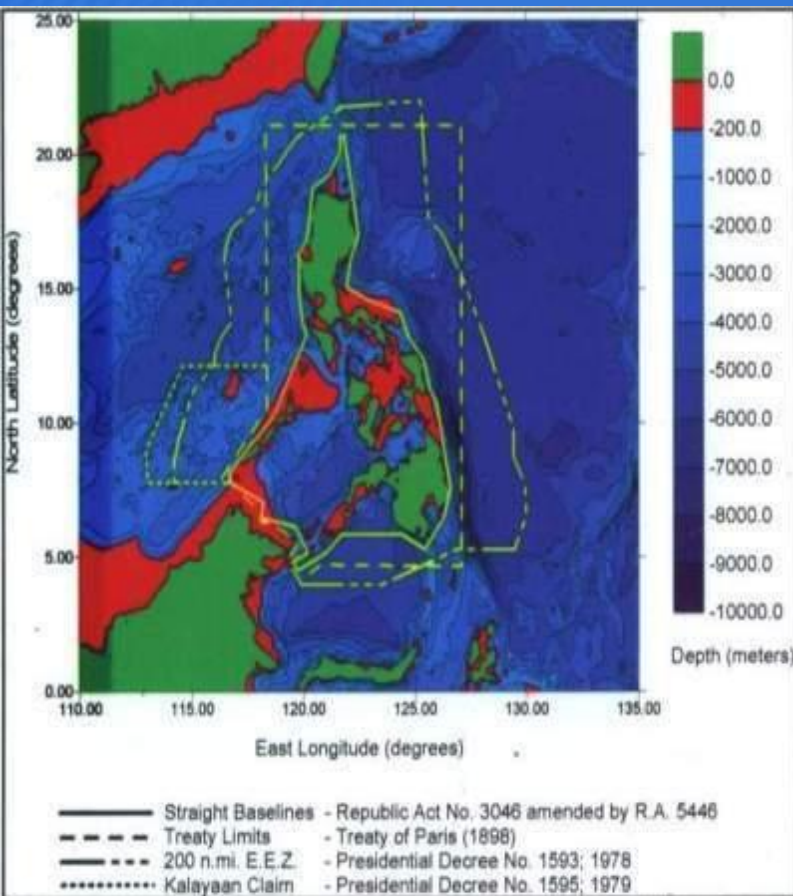 25.00
20.00
15.00
10.00
5.00
0.00
North Latitude (degrees)
110.00 115.00 120.00 125.00 130.00 135.00
East Longitude (degrees)
0.0
-200.0
-1000.0
-2000.0
-3000.0
-4000.0
-5000.0
-6000.0
-7000.0
-8000.0
-9000.0
-10000.0
Depth (meters)
Straight Baselines - Republic Act No. 3046 amended by R.A. 5446
Treaty Limits - Treaty of Paris (1898)
200 n.mi. E.E.Z. - Presidential Decree No. 1593; 1978
Kalayaan Claim - Presidential Decree No. 1595; 1979